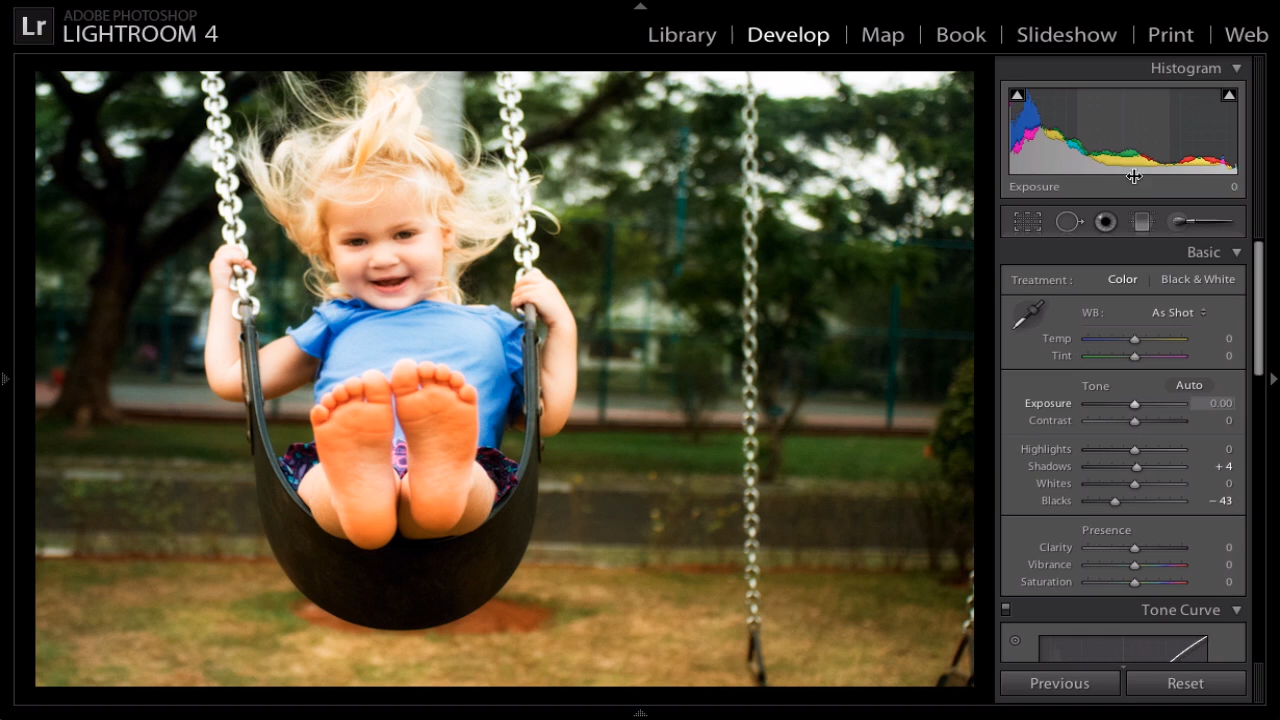 Lr
ADOBE PHOTOSHOP
LIGHTROOM 4
Library | Develop | Map | Book | Slideshow | Print | Web
Histogram
Exposure 0
Basic
Treatment : Color | Black & White
WB : As Shot
Temp 0
Tint 0
Tone Auto
Exposure 0.00
Contrast 0
Highlights 0
Shadows + 4
Whites 0
Blacks − 43
Presence
Clarity 0
Vibrance 0
Saturation 0
Tone Curve
Previous Reset